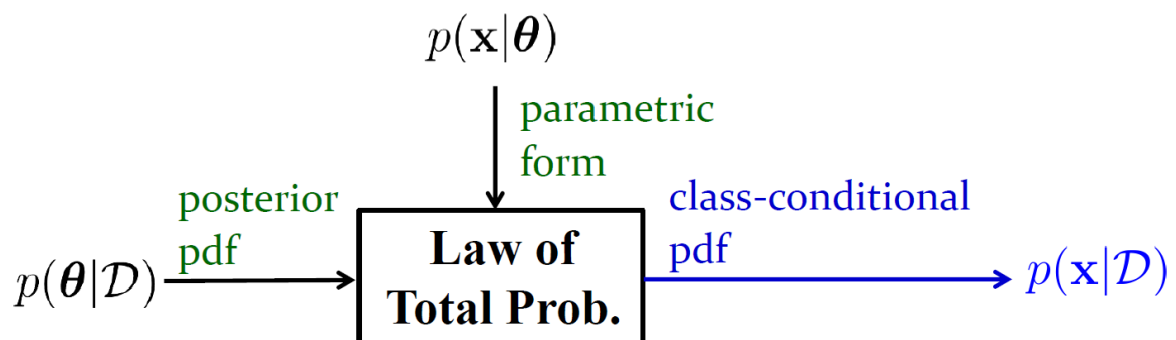 p(x|θ)
parametric
form
posterior
pdf
class-conditional
pdf
Law of
Total Prob.
p(θ|𝒟)
p(x|𝒟)